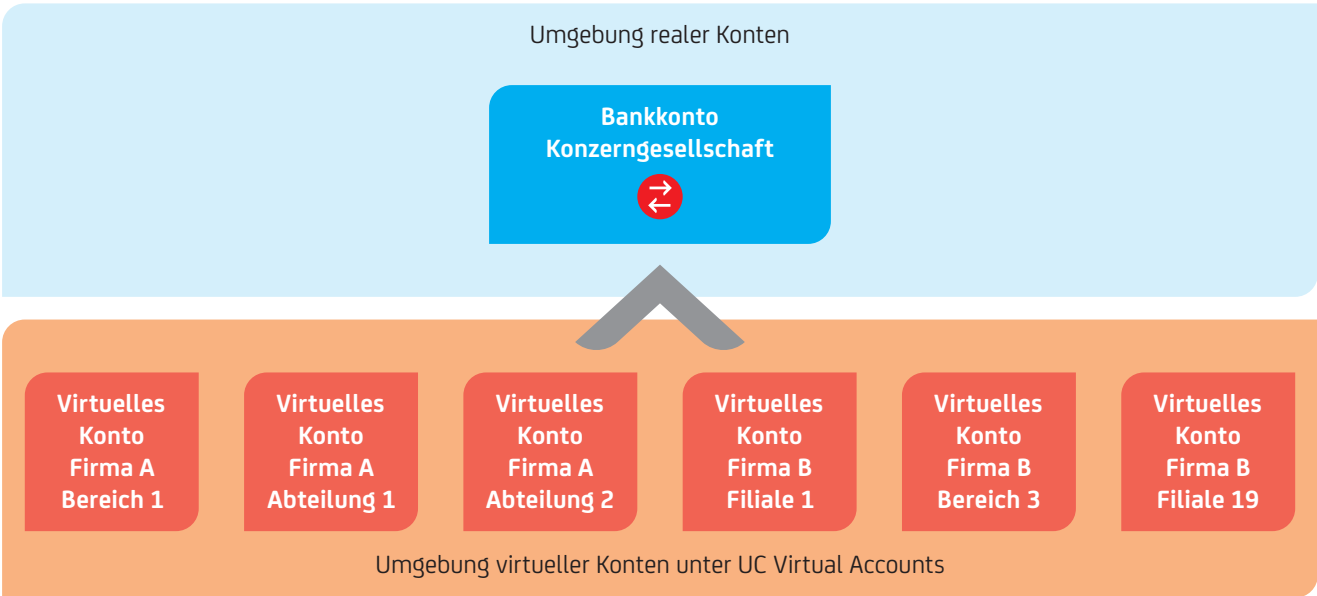 Umgebung realer Konten
Bankkonto
Konzerngesellschaft
Virtuelles
Konto
Firma A
Bereich 1
Virtuelles
Konto
Firma A
Abteilung 1
Virtuelles
Konto
Firma A
Abteilung 2
Virtuelles
Konto
Firma B
Filiale 1
Virtuelles
Konto
Firma B
Bereich 3
Virtuelles
Konto
Firma B
Filiale 19
Umgebung virtueller Konten unter UC Virtual Accounts